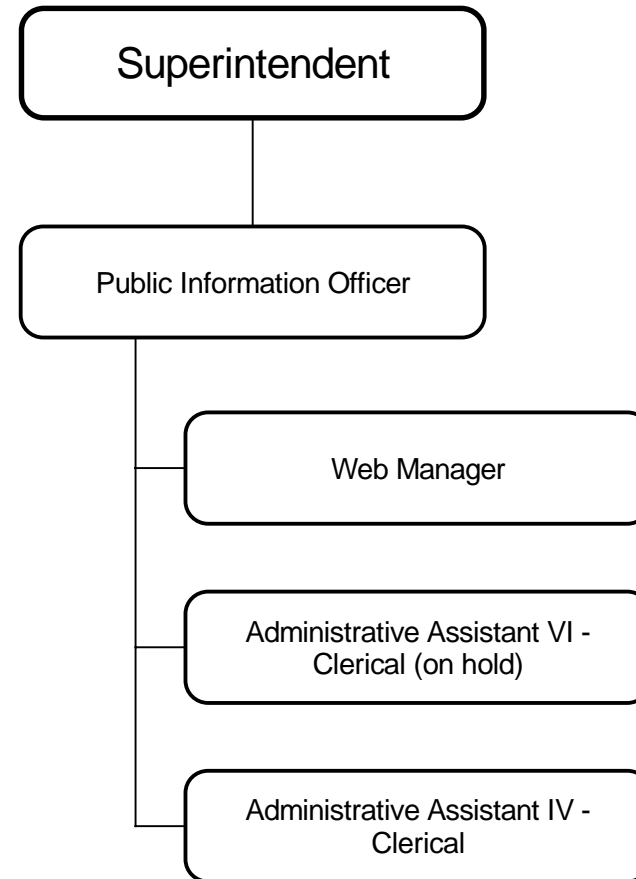 Superintendent
Public Information Officer
Web Manager
Administrative Assistant VI -
Clerical (on hold)
Administrative Assistant IV -
Clerical